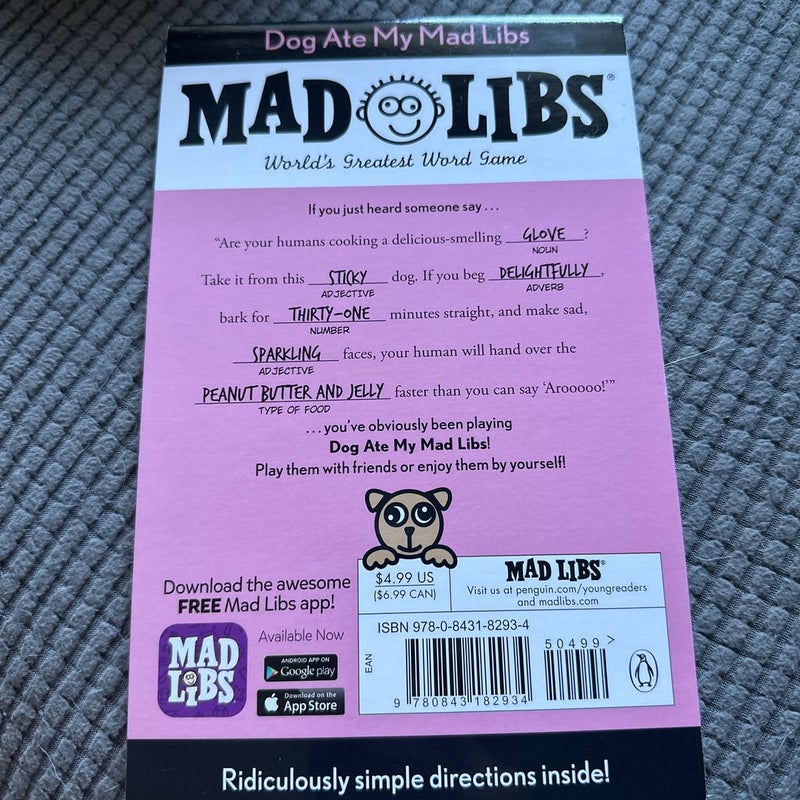 Dog Ate My Mad Libs
MAD LIBS®
World's Greatest Word Game
If you just heard someone say . . .
“Are your humans cooking a delicious-smelling GLOVE ?
NOUN
Take it from this STICKY dog. If you beg DELIGHTFULLY,
ADJECTIVE ADVERB
bark for THIRTY-ONE minutes straight, and make sad,
NUMBER
SPARKLING faces, your human will hand over the
ADJECTIVE
PEANUT BUTTER AND JELLY faster than you can say ‘Arooooo!’”
TYPE OF FOOD
. . . you've obviously been playing
Dog Ate My Mad Libs!
Play them with friends or enjoy them by yourself!
Download the awesome
FREE Mad Libs app!
Available Now
MAD
LIBS
ANDROID APP ON
Google play
Download on the
App Store
$4.99 US
($6.99 CAN)
MAD LIBS®
Visit us at penguin.com/youngreaders
and madlibs.com
ISBN 978-0-8431-8293-4
50499>
EAN
9 780843 182934
Ridiculously simple directions inside!